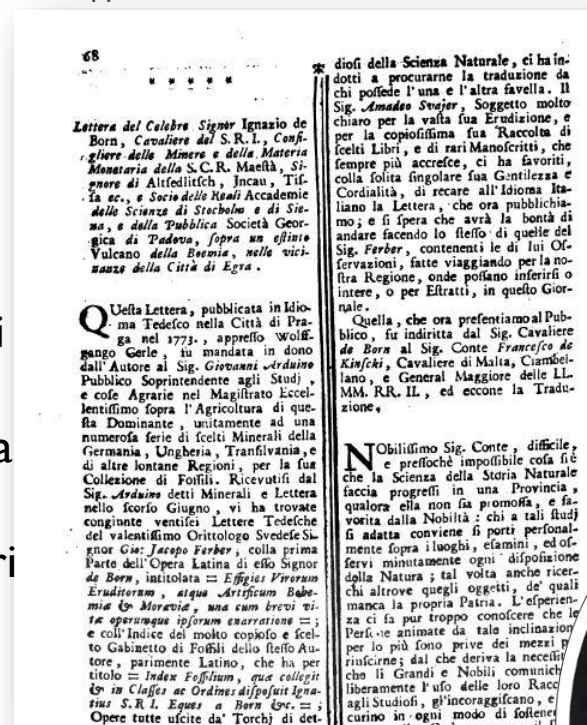 68
* * * * *
Lettera del Celebre Signor Ignazio de
Born, Cavaliere del S. R. I., Consi-
gliere delle Minere e della Materia
Monetaria della S. C. R. Maestà, Si-
gnore di Altsedlitsch, Jncau, Tis-
sa ec., e Socio delle Reali Accademie
delle Scienze di Stocholm e di Sie-
na, e della Pubblica Società Geor-
gica di Padova, sopra un estinto
Vulcano della Boemia, nelle vici-
nanze della Città di Egra.
QUesta Lettera, pubblicata in Idio-
ma Tedesco nella Città di Pra-
ga nel 1773., appresso Wolff-
gango Gerle, fu mandata in dono
dall'Autore al Sig. Giovanni Arduino
Pubblico Soprintendente agli Studj,
e cose Agrarie nel Magistrato Eccel-
lentissimo sopra l'Agricoltura di que-
sta Dominante, unitamente ad una
numerosa serie di scelti Minerali della
Germania, Ungheria, Transilvania, e
di altre lontane Regioni, per la sua
Collezione di Fossili. Ricevutisi dal
Sig. Arduino detti Minerali e Lettera
nello scorso Giugno, vi ha trovate
congiunte ventisei Lettere Tedesche
del valentissimo Orittologo Svedese Si-
gnor Gio: Jacopo Ferber, colla prima
Parte dell'Opera Latina di esso Signor
de Born, intitolata = Effigies Virorum
Eruditorum, atque Artificum Bohe-
miæ & Moraviæ, una cum brevi vi-
tæ operumque ipsorum enarratione =;
e coll'Indice del molto copioso e scel-
to Gabinetto di Fossili dello stesso Au-
tore, parimente Latino, che ha per
titolo = Index Fossilium, quæ collegit
& in Classes ac Ordines disposuit Igna-
tius S. R. I. Eques a Born &c. =;
Opere tutte uscite da' Torchj di det-
* diosi della Scienza Naturale, ci ha in-
dotti a procurarne la traduzione da
chi possede l'una e l'altra favella. Il
Sig. Amadeo Svajer, Soggetto molto
chiaro per la vasta sua Erudizione, e
per la copiosissima sua Raccolta di
scelti Libri, e di rari Manoscritti, che
sempre più accresce, ci ha favoriti,
colla solita singolare sua Gentilezza e
Cordialità, di recare all'Idioma Ita-
liano la Lettera, che ora pubblichia-
mo; e si spera che avrà la bontà di
andare facendo lo stesso di quelle del
Sig. Ferber, contenenti le di lui Os-
servazioni, fatte viaggiando per la no-
stra Regione, onde possano inserirsi o
intere, o per Estratti, in questo Gior-
nale.
Quella, che ora presentiamo al Pub-
blico, fu indiritta dal Sig. Cavaliere
de Born al Sig. Conte Francesco de
Kinscki, Cavaliere di Malta, Ciambel-
lano, e General Maggiore delle LL.
MM. RR. II., ed eccone la Tradu-
zione.
NObilissimo Sig. Conte, difficile,
e pressochè impossibile cosa si è
che la Scienza della Storia Naturale
faccia progressi in una Provincia,
qualora ella non sia promossa, e fa-
vorita dalla Nobiltà: chi a tali studj
si adatta conviene si porti personal-
mente sopra i luoghi, esamini, ed os-
servi minutamente ogni disposizione
della Natura; tal volta anche ricer-
chi altrove quegli oggetti, de' quali
manca la propria Patria. L'esperien-
za ci fa pur troppo conoscere che le
Persone animate da tale inclinazion
per lo più sono prive dei mezzi p
riuscirne; dal che deriva la necessit
che li Grandi e Nobili comunich
liberamente l'uso delle loro Racc
agli Studiosi, gl'incoraggiscano, e
curino in ogni modo di sostener
i
a
ri